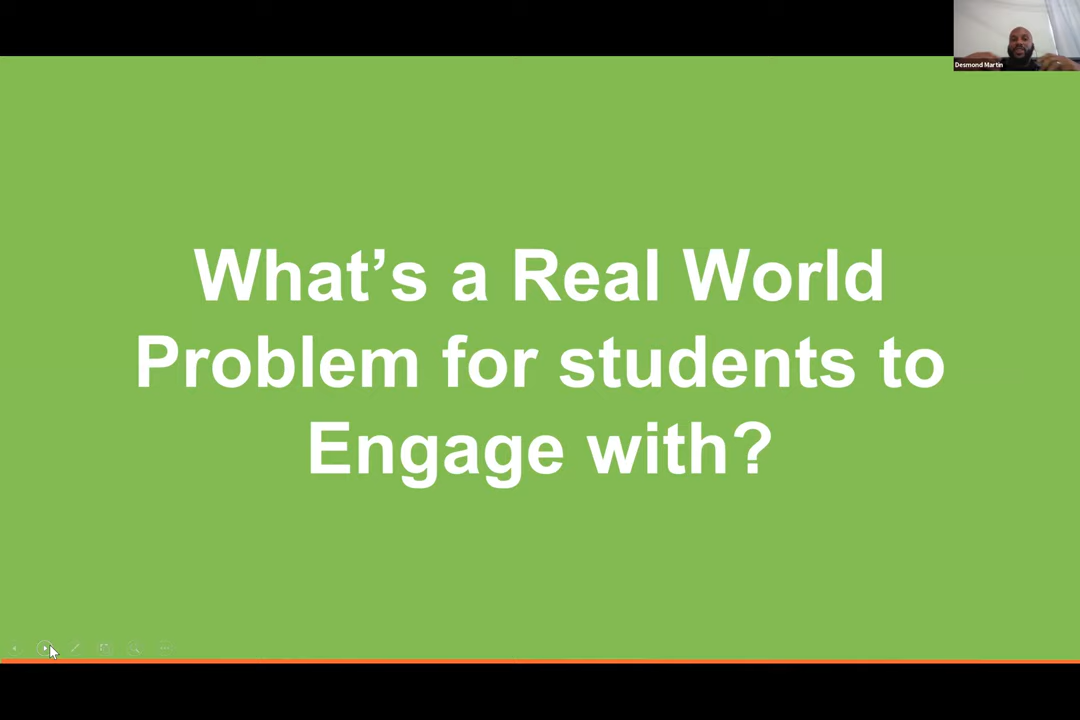 Desmond Martin
What’s a Real World
Problem for students to
Engage with?